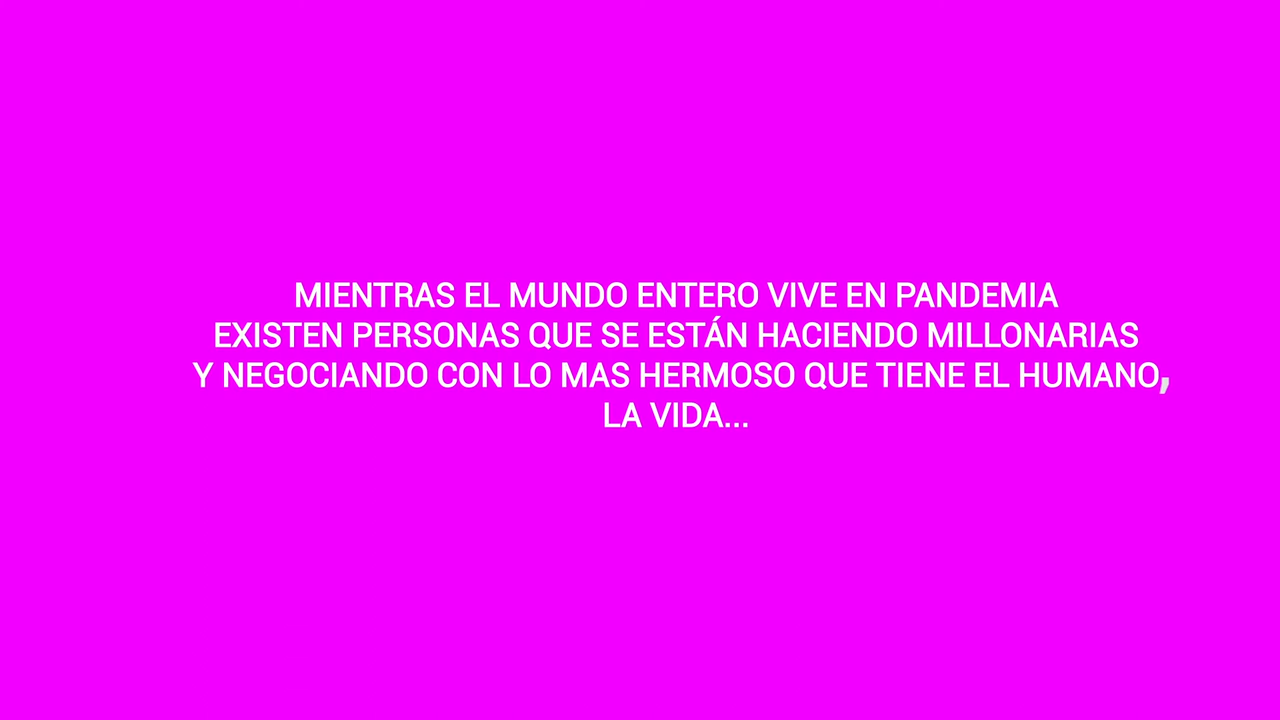 MIENTRAS EL MUNDO ENTERO VIVE EN PANDEMIA
EXISTEN PERSONAS QUE SE ESTÁN HACIENDO MILLONARIAS
Y NEGOCIANDO CON LO MAS HERMOSO QUE TIENE EL HUMANO,
LA VIDA...